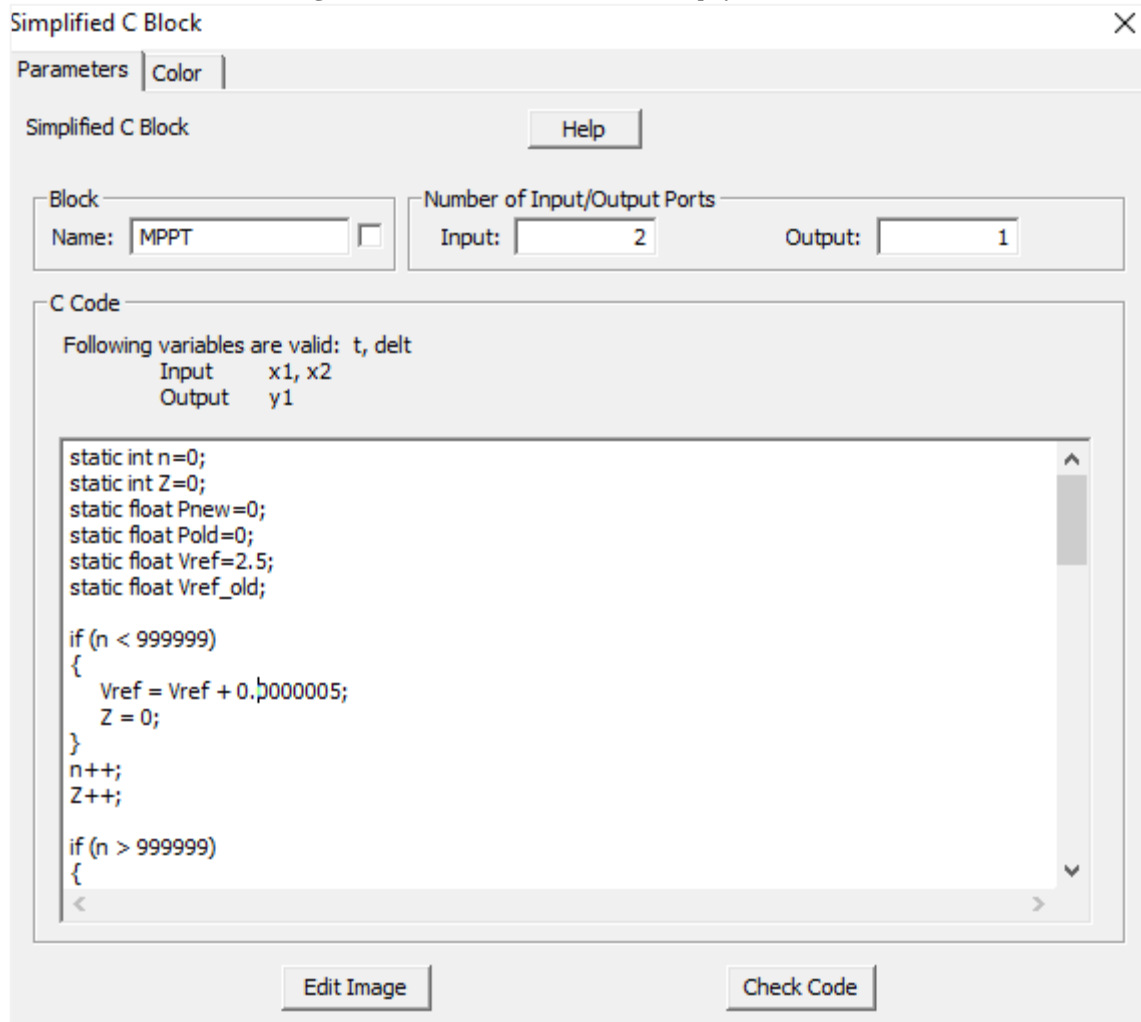 Simplified C Block
Parameters Color
Simplified C Block Help
Block Number of Input/Output Ports
Name: MPPT Input: 2 Output: 1
C Code
Following variables are valid: t, delt
Input x1, x2
Output y1
static int n=0;
static int Z=0;
static float Pnew=0;
static float Pold=0;
static float Vref=2.5;
static float Vref_old;
if (n < 999999)
{
Vref = Vref + 0.0000005;
Z = 0;
}
n++;
Z++;
if (n > 999999)
{
Edit Image Check Code